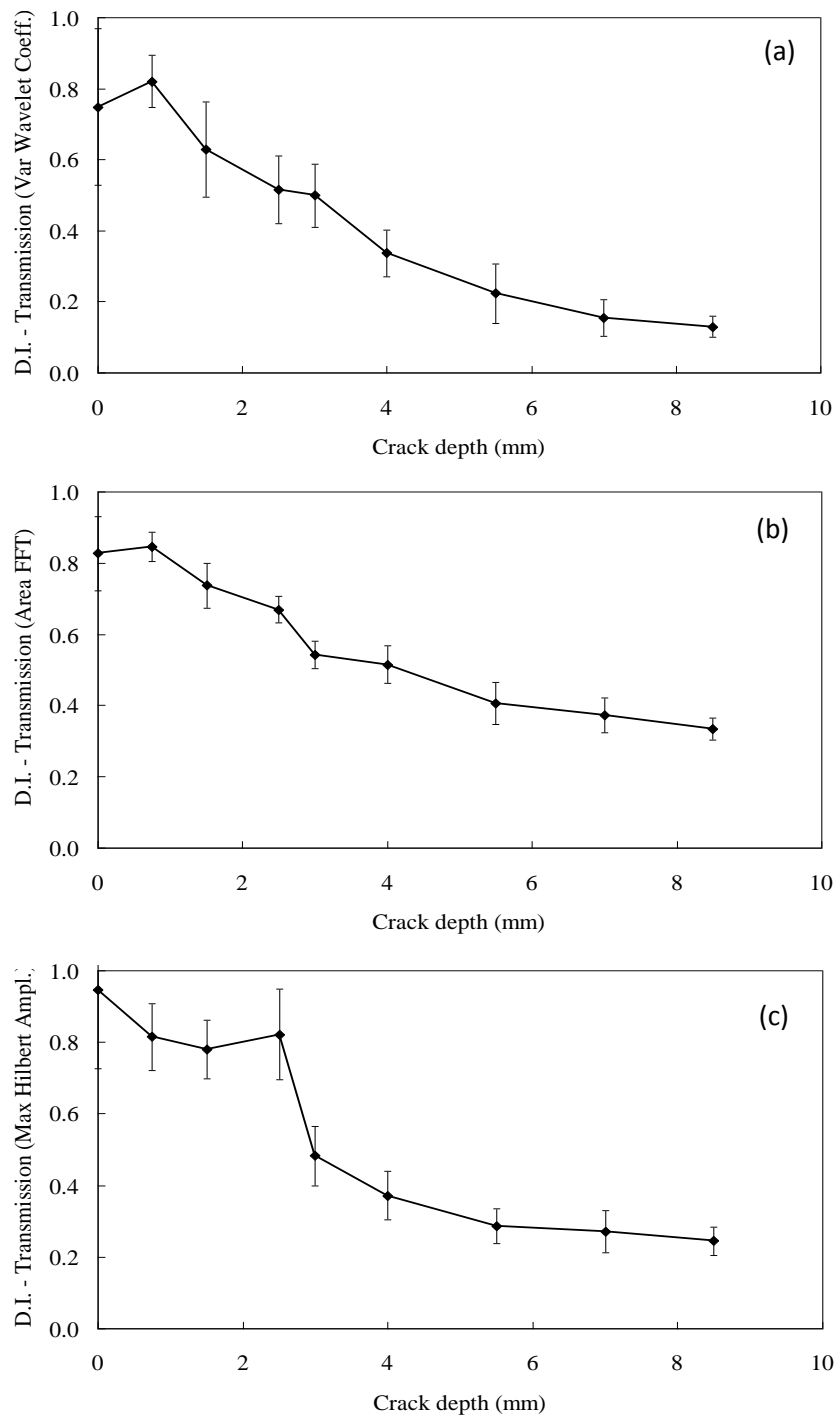 D.I. - Transmission (Var Wavelet Coeff.)
1.0
(a)
0.8
0.6
0.4
0.2
0.0
0 2 4 6 8 10
Crack depth (mm)
D.I. - Transmission (Area FFT)
1.0
(b)
0.8
0.6
0.4
0.2
0.0
0 2 4 6 8 10
Crack depth (mm)
D.I. - Transmission (Max Hilbert Ampl.)
1.0
(c)
0.8
0.6
0.4
0.2
0.0
0 2 4 6 8 10
Crack depth (mm)